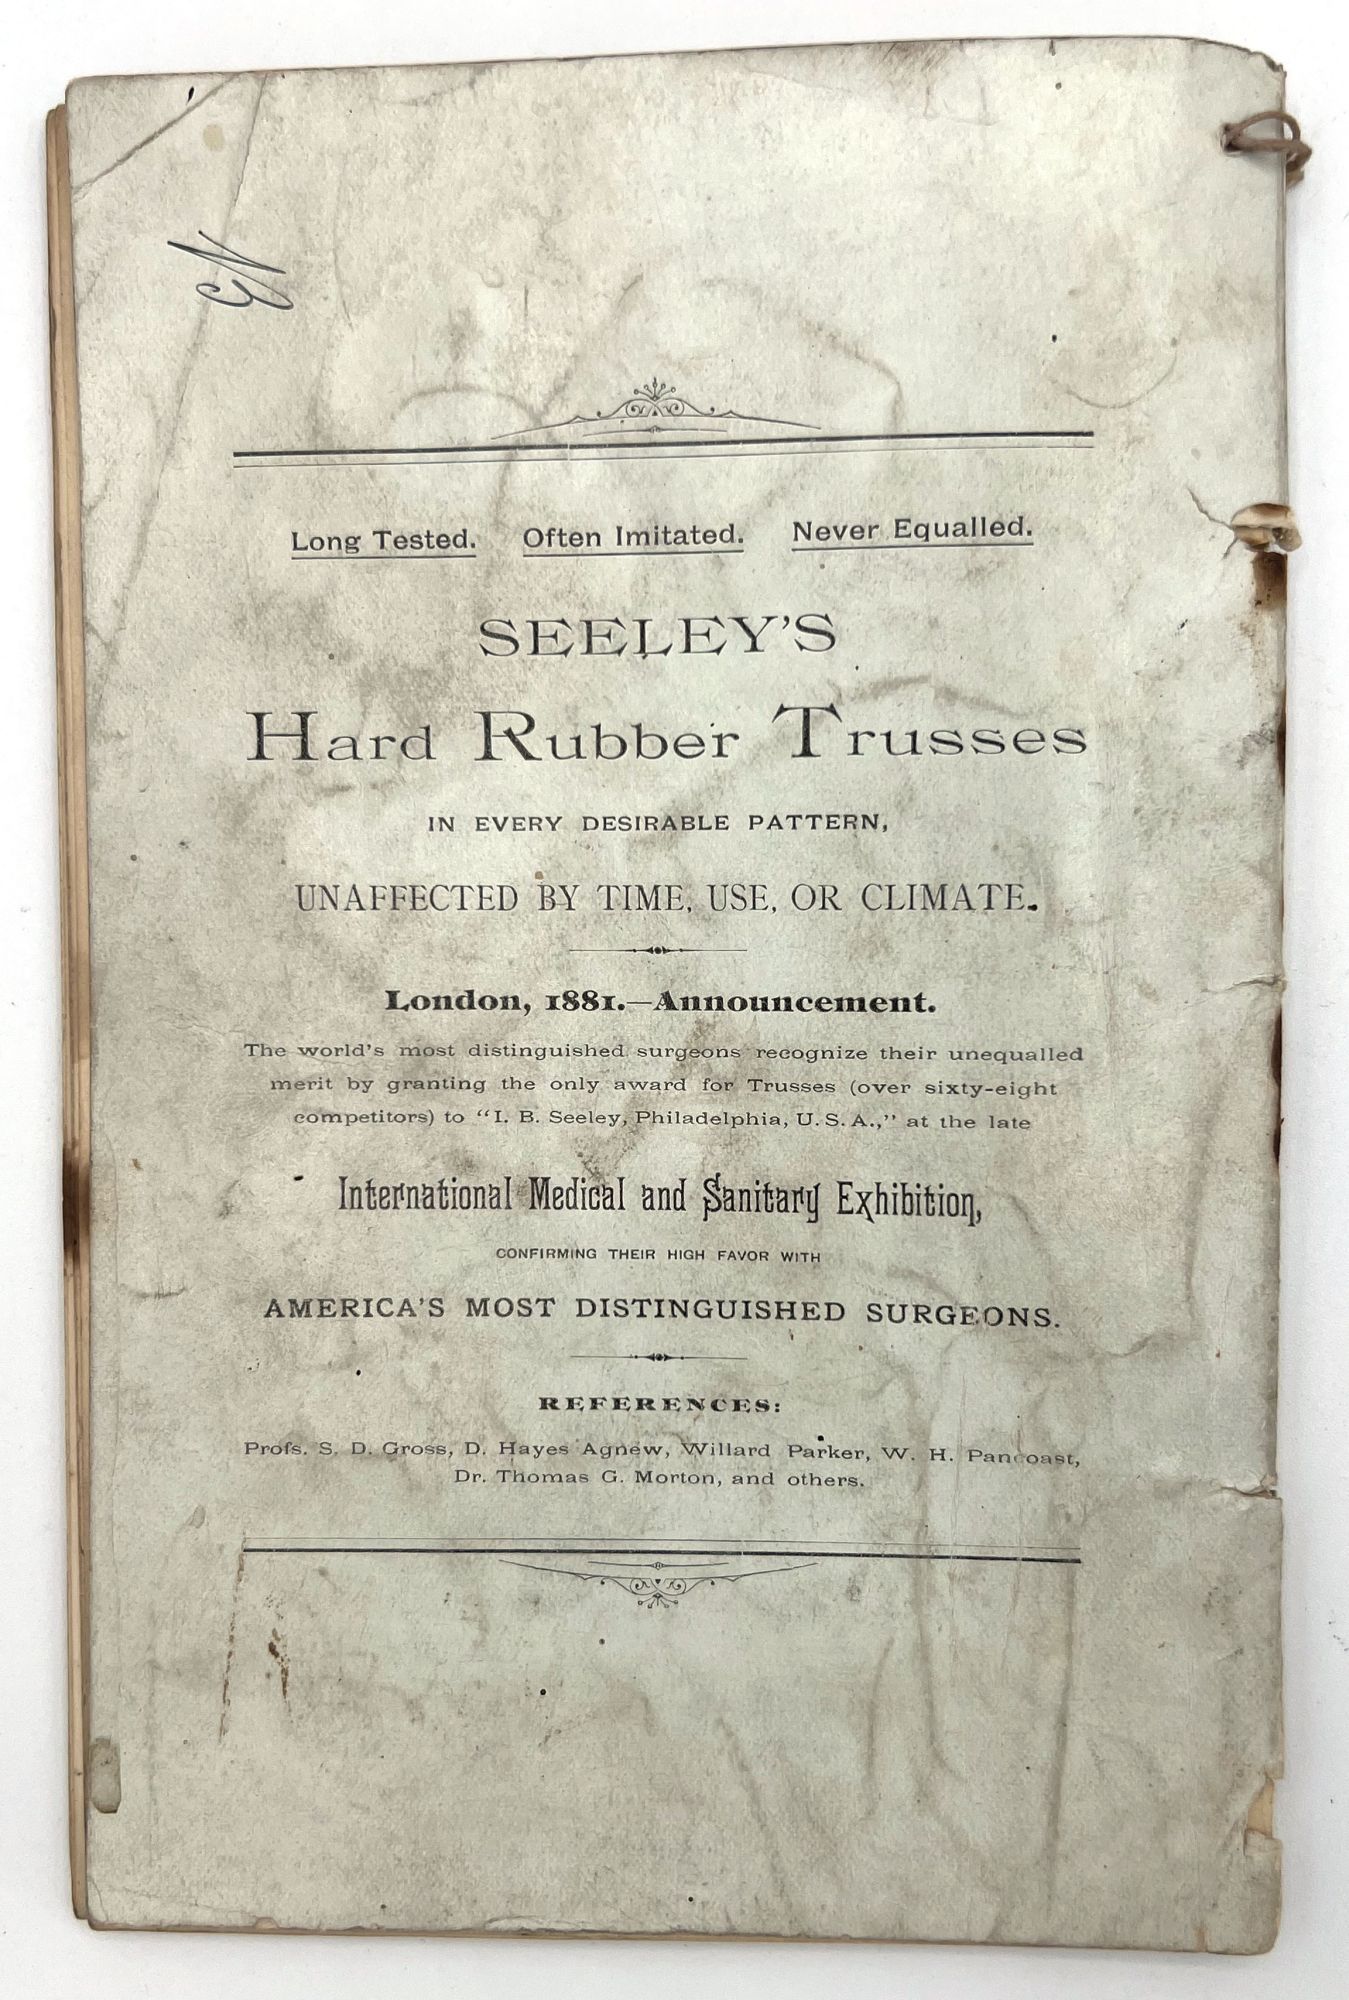 Long Tested. Often Imitated. Never Equalled.
SEELEY'S
Hard Rubber Trusses
IN EVERY DESIRABLE PATTERN,
UNAFFECTED BY TIME, USE, OR CLIMATE.
London, 1881.—Announcement.
The world's most distinguished surgeons recognize their unequalled
merit by granting the only award for Trusses (over sixty-eight
competitors) to "I. B. Seeley, Philadelphia, U.S.A.," at the late
International Medical and Sanitary Exhibition,
CONFIRMING THEIR HIGH FAVOR WITH
AMERICA'S MOST DISTINGUISHED SURGEONS.
REFERENCES:
Profs. S. D. Gross, D. Hayes Agnew, Willard Parker, W. H. Pancoast,
Dr. Thomas G. Morton, and others.